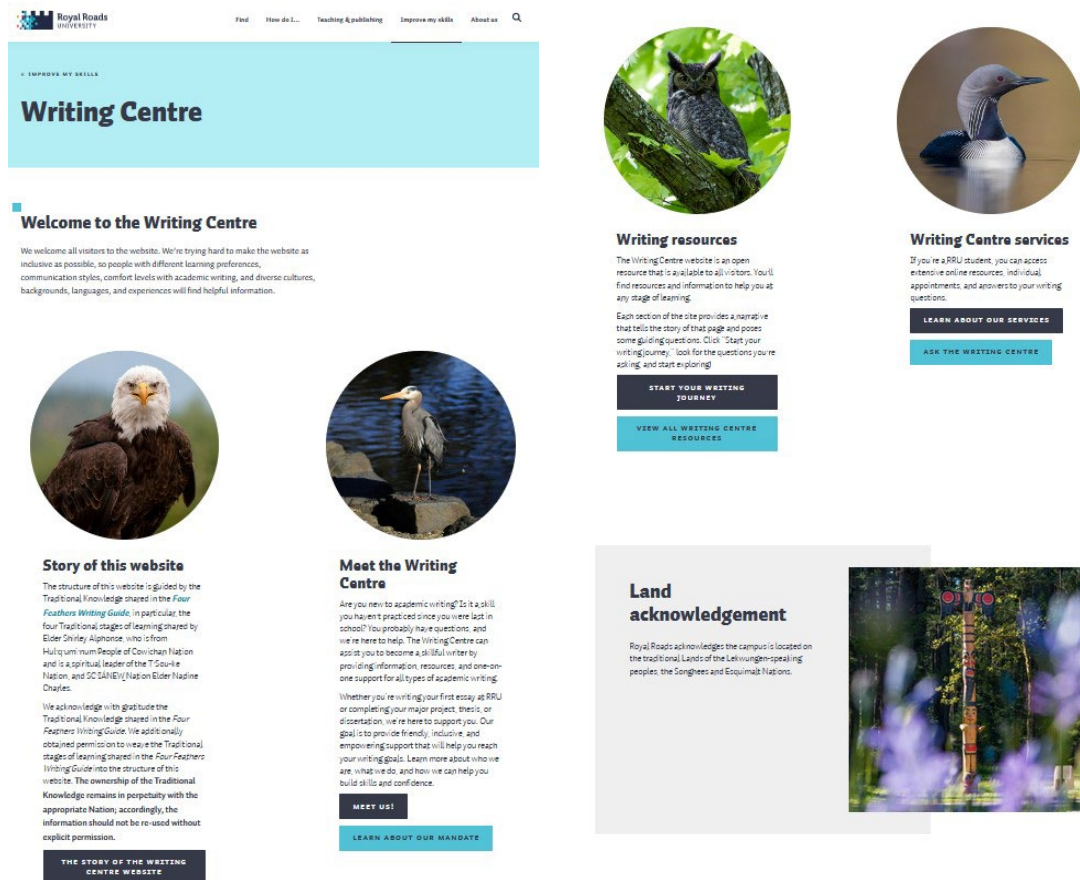 Royal Roads
UNIVERSITY
Find
How do I...
Teaching & publishing
Improve my skills
About us
< IMPROVE MY SKILLS
Writing Centre
Welcome to the Writing Centre
We welcome all visitors to the website. We're trying hard to make the website as
inclusive as possible, so people with different learning preferences,
communication styles, comfort levels with academic writing, and diverse cultures,
backgrounds, languages, and experiences will find helpful information.
Story of this website
The structure of this website is guided by the
Traditional Knowledge shared in the Four
Feathers Writing Guide, in particular, the
four Traditional stages of learning shared by
Elder Shirley Alphonse, who is from
People of Cowichan Nation
and is a spiritual leader of the T'Sou-ke
Nation, and Nation Elder Nadine
Charles.
We acknowledge with gratitude the
Traditional Knowledge shared in the Four
Feathers Writing Guide. We additionally
obtained permission to weave the Traditional
stages of learning shared in the Four Feathers
Writing Guide into the structure of this
website. The ownership of the Traditional
Knowledge remains in perpetuity with the
appropriate Nation; accordingly, the
information should not be re-used without
explicit permission.
THE STORY OF THE WRITING
CENTRE WEBSITE
Meet the Writing
Centre
Are you new to academic writing? Is it a skill
you haven't practiced since you were last in
school? You probably have questions, and
we're here to help. The Writing Centre can
assist you to become a skillful writer by
providing information, resources, and one-on-
one support for all types of academic writing.
Whether you're writing your first essay at RRU
or completing your major project, thesis, or
dissertation, we're here to support you. Our
goal is to provide friendly, inclusive, and
empowering support that will help you reach
your writing goals. Learn more about who we
are, what we do, and how we can help you
build skills and confidence.
MEET US!
LEARN ABOUT OUR MANDATE
Writing resources
The Writing Centre website is an open
resource that is available to all visitors. You'll
find resources and information to help you at
any stage of learning.
Each section of the site provides a narrative
that tells the story of that page and poses
some guiding questions. Click "Start your
writing journey," look for the questions you're
asking, and start exploring!
START YOUR WRITING
JOURNEY
VIEW ALL WRITING CENTRE
RESOURCES
Writing Centre services
If you're a RRU student, you can access
extensive online resources, individual
appointments, and answers to your writing
questions.
LEARN ABOUT OUR SERVICES
ASK THE WRITING CENTRE
Land
acknowledgement
Royal Roads acknowledges the campus is located on
the traditional Lands of the Lekwungen-speaking
peoples, the Songhees and Esquimalt Nations.